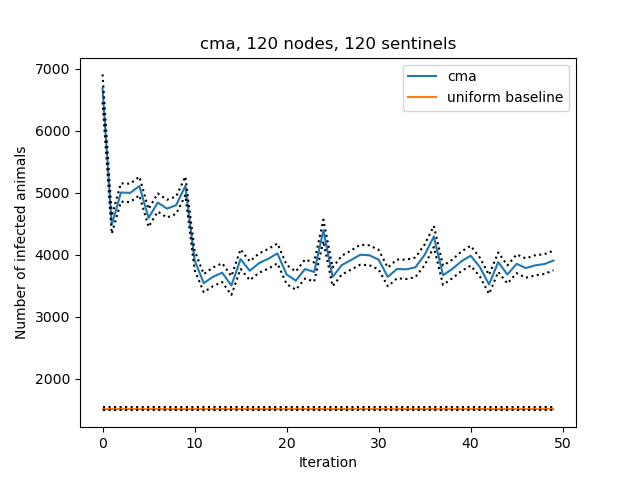 cma, 120 nodes, 120 sentinels
7000
6000
5000
4000
3000
2000
Number of infected animals
cma
uniform baseline
0
10
20
30
40
50
Iteration